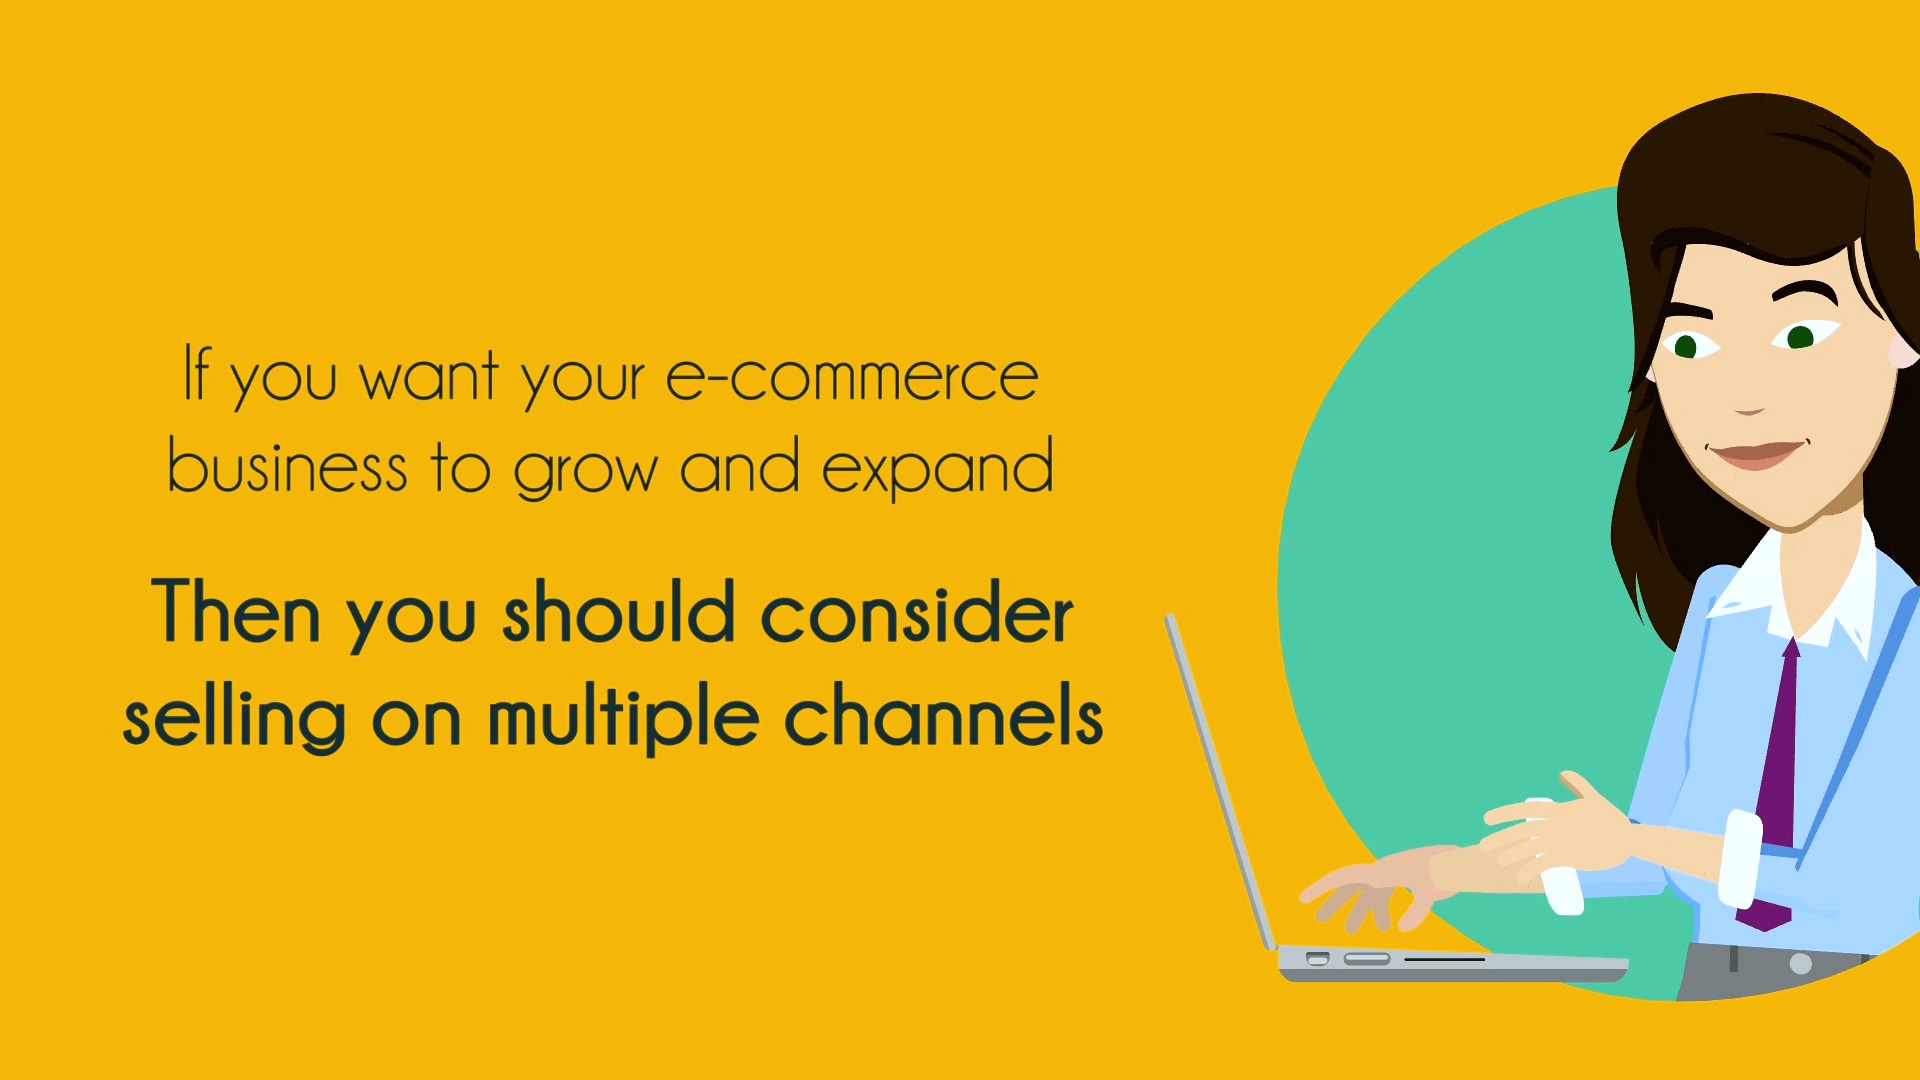 If you want your e-commerce
business to grow and expand
Then you should consider
selling on multiple channels